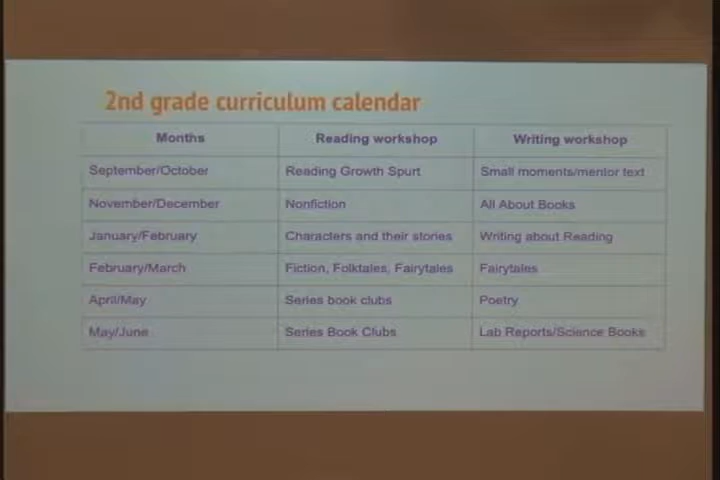 2nd grade curriculum calendar
Months Reading workshop Writing workshop
September/October Reading Growth Spurt Small moments/mentor text
November/December Nonfiction All About Books
January/February Characters and their stories Writing about Reading
February/March Fiction, Folktales, Fairytales Fairytales
April/May Series book clubs Poetry
May/June Series Book Clubs Lab Reports/Science Books